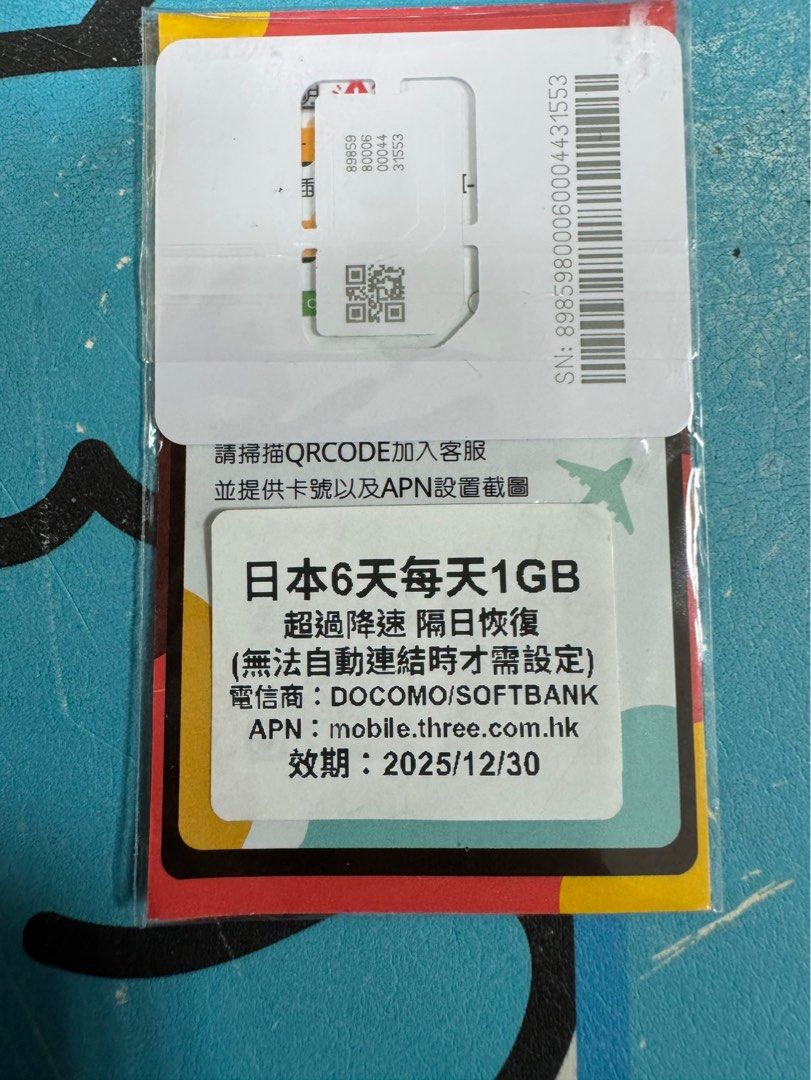 89859
80006
00044
31553
SN: 89859800060004431553
請掃描QRCODE加入客服
並提供卡號以及APN設置截圖
日本6天每天1GB
超過降速 隔日恢復
(無法自動連結時才需設定)
電信商：DOCOMO/SOFTBANK
APN：mobile.three.com.hk
效期：2025/12/30